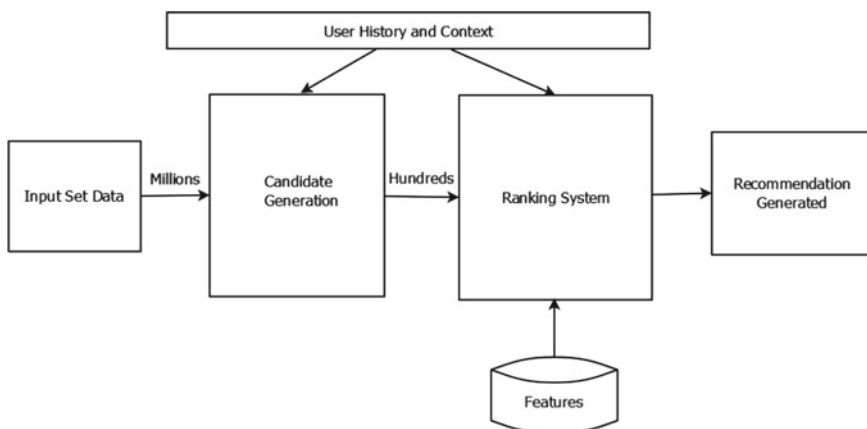 User History and Context
Input Set Data
Millions
Candidate
Generation
Hundreds
Ranking System
Recommendation
Generated
Features